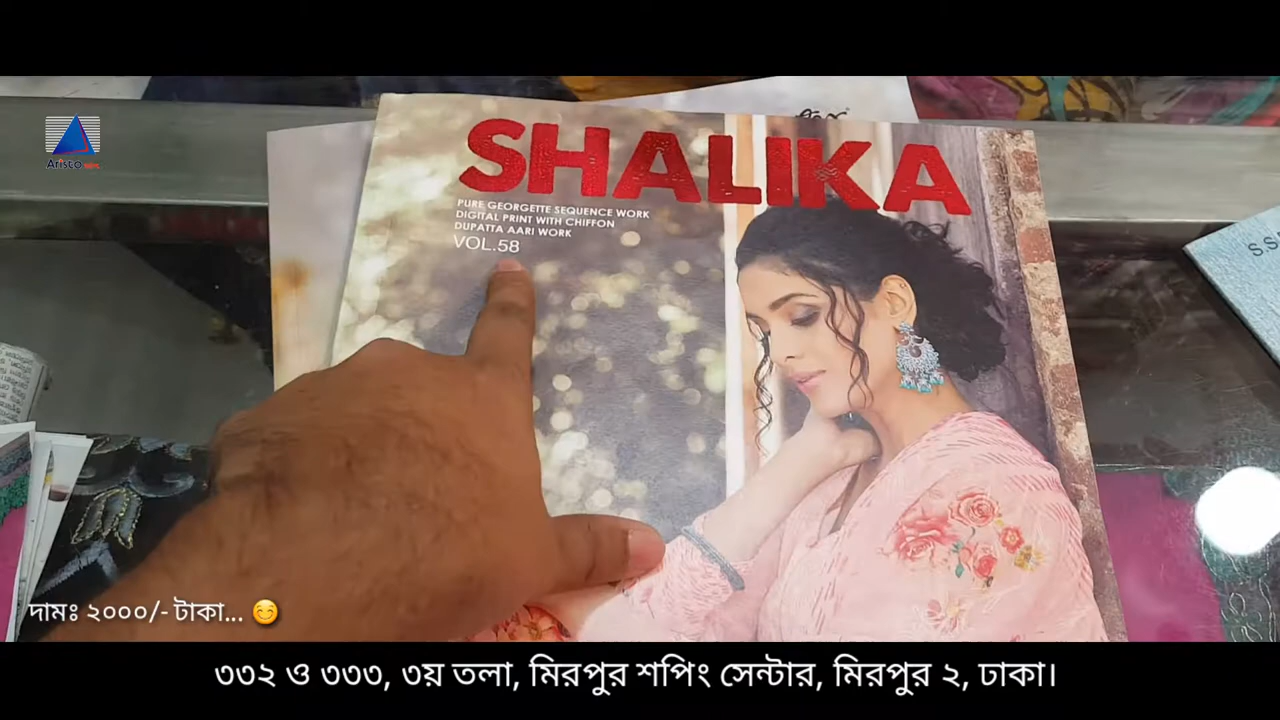 Aristo
SHALIKA
PURE GEORGETTE SEQUENCE WORK
DIGITAL PRINT WITH CHIFFON
DUPATTA AARI WORK
VOL.58
দামঃ ২০০০/- টাকা... 😊
৩৩২ ও ৩৩৩, ৩য় তলা, মিরপুর শপিং সেন্টার, মিরপুর ২, ঢাকা।